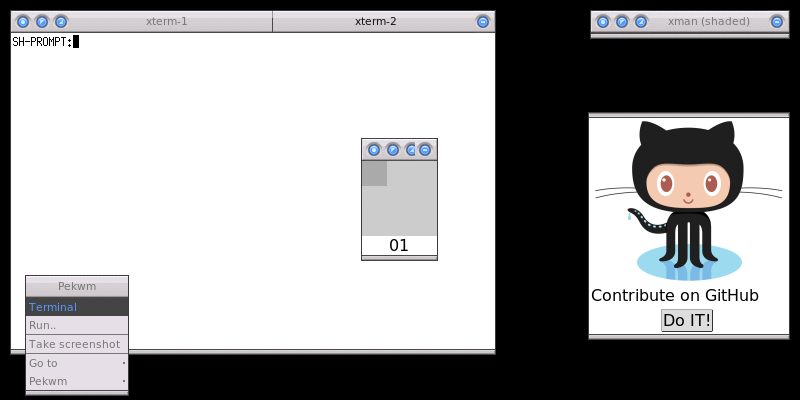 xterm-1 xterm-2
xman (shaded)
SH-PROMPT:
01
Contribute on GitHub
Do IT!
Pekwm
Terminal
Run..
Take screenshot
Go to
Pekwm